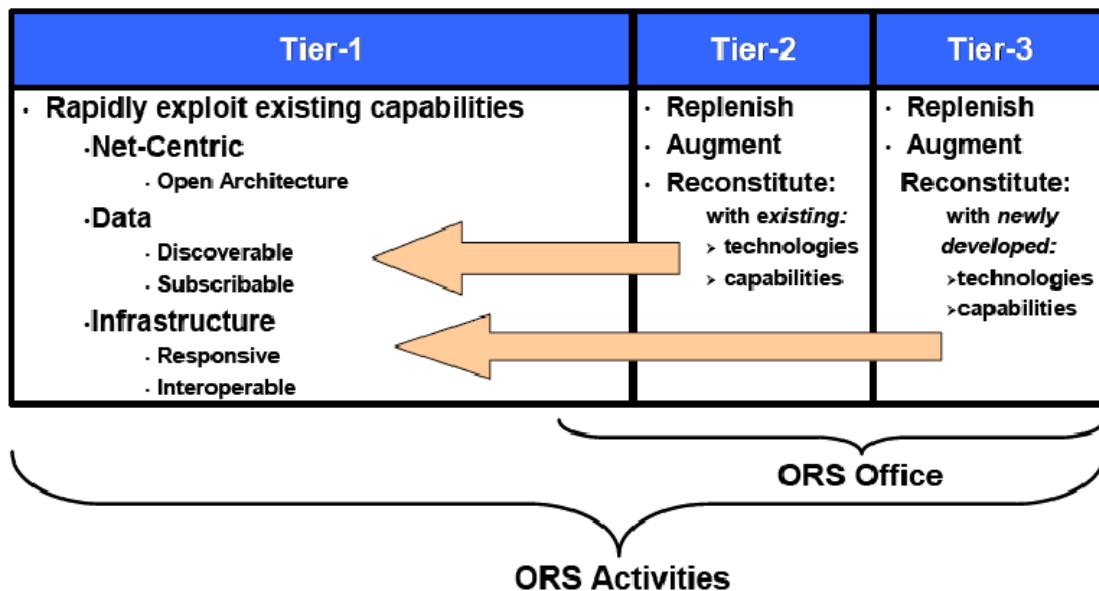 Tier-1
Tier-2
Tier-3
· Rapidly exploit existing capabilities
·Net-Centric
· Open Architecture
·Data
· Discoverable
· Subscribable
·Infrastructure
· Responsive
· Interoperable
· Replenish
· Augment
· Reconstitute:
with existing:
➢ technologies
➢ capabilities
· Replenish
· Augment
Reconstitute:
with newly
developed:
➢technologies
➢capabilities
ORS Office
ORS Activities